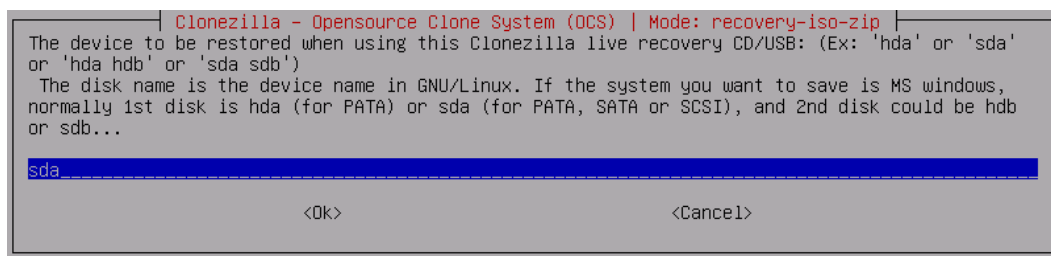 Clonezilla - Opensource Clone System (OCS) | Mode: recovery-iso-zip
The device to be restored when using this Clonezilla live recovery CD/USB: (Ex: 'hda' or 'sda'
or 'hda hdb' or 'sda sdb')
The disk name is the device name in GNU/Linux. If the system you want to save is MS windows,
normally 1st disk is hda (for PATA) or sda (for PATA, SATA or SCSI), and 2nd disk could be hdb
or sdb...
sda
<Ok> <Cancel>